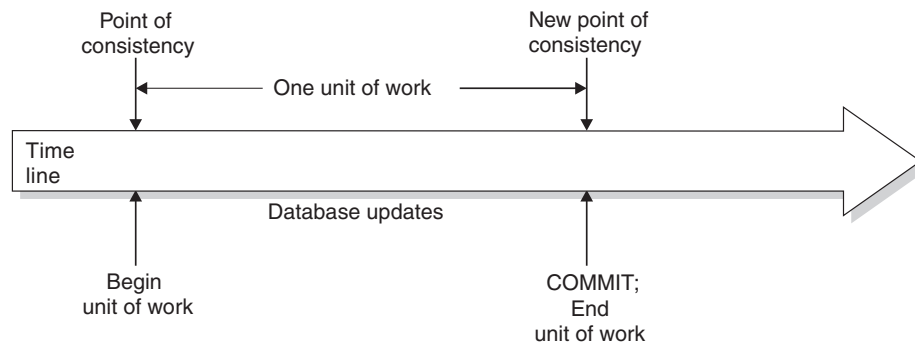 Point of
consistency
New point of
consistency
One unit of work
Time
line
Database updates
Begin
unit of work
COMMIT;
End
unit of work